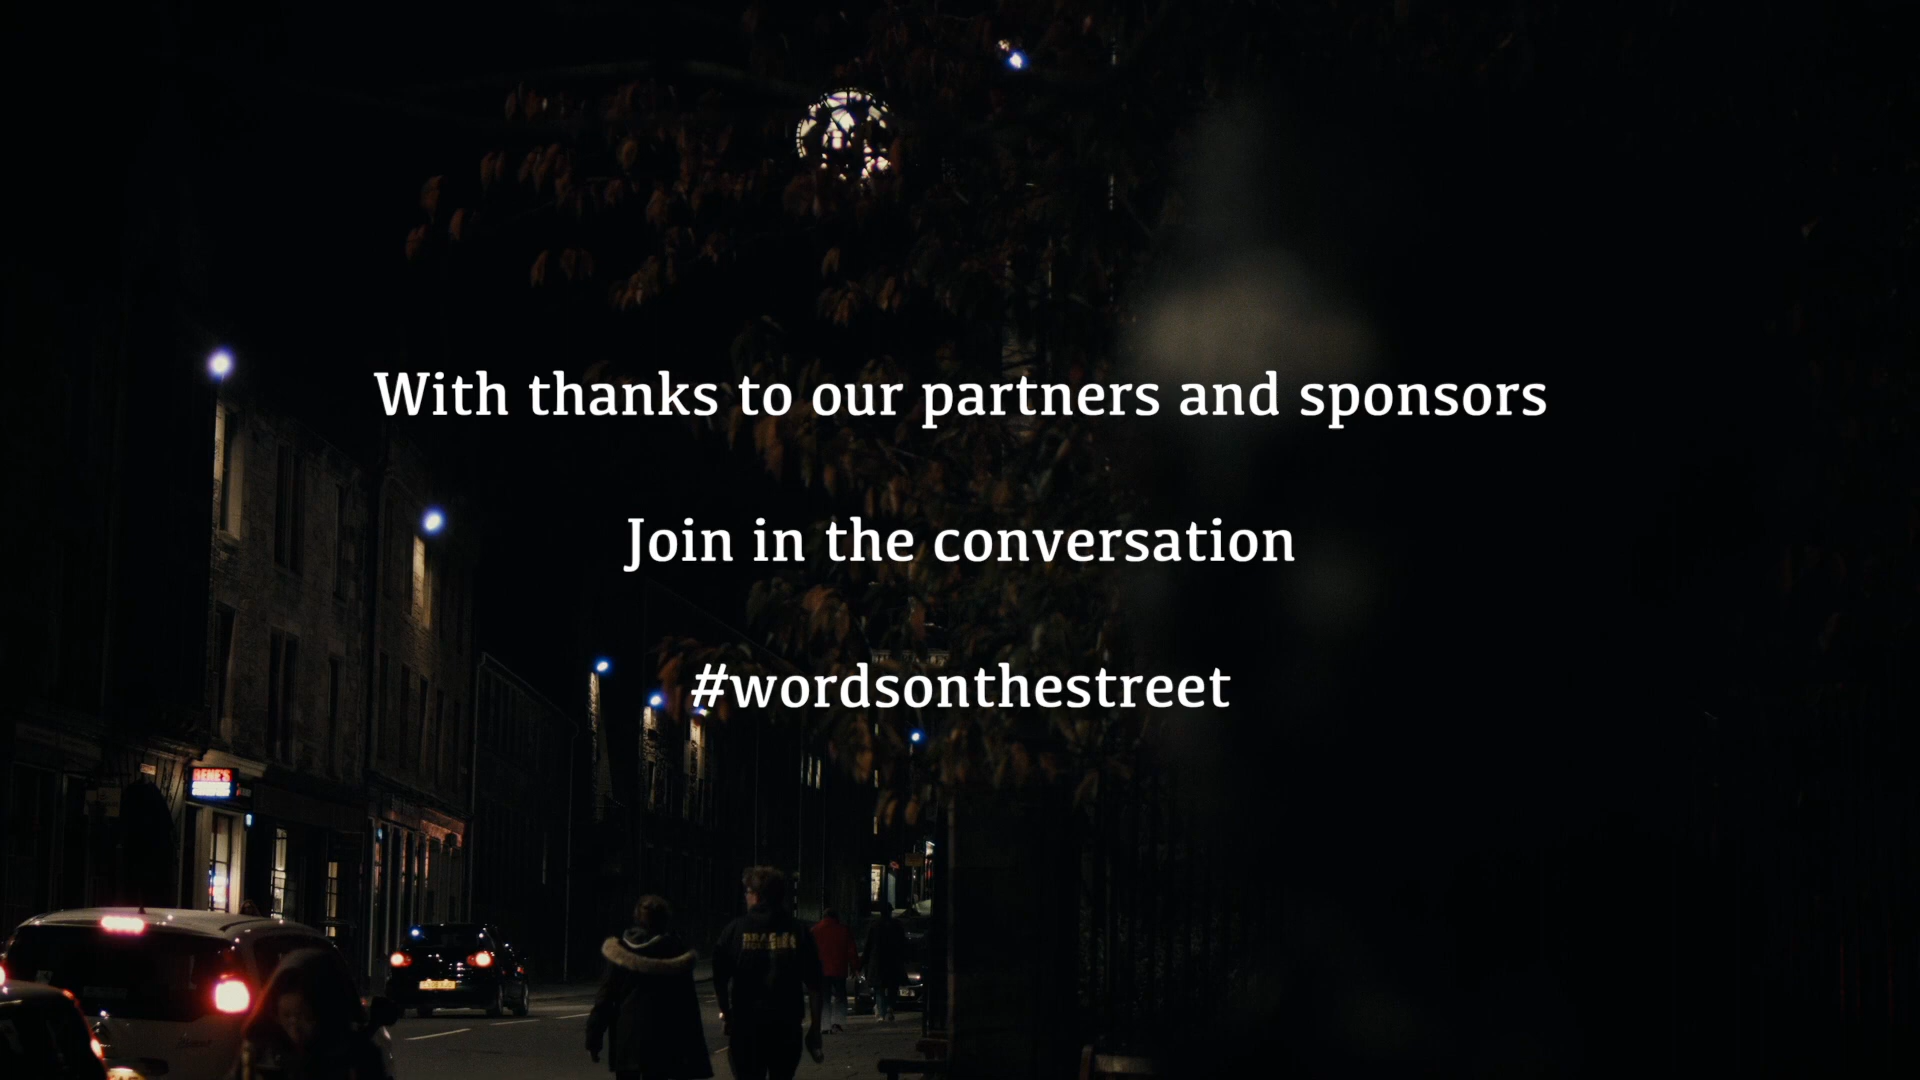 With thanks to our partners and sponsors
Join in the conversation
#wordsonthestreet